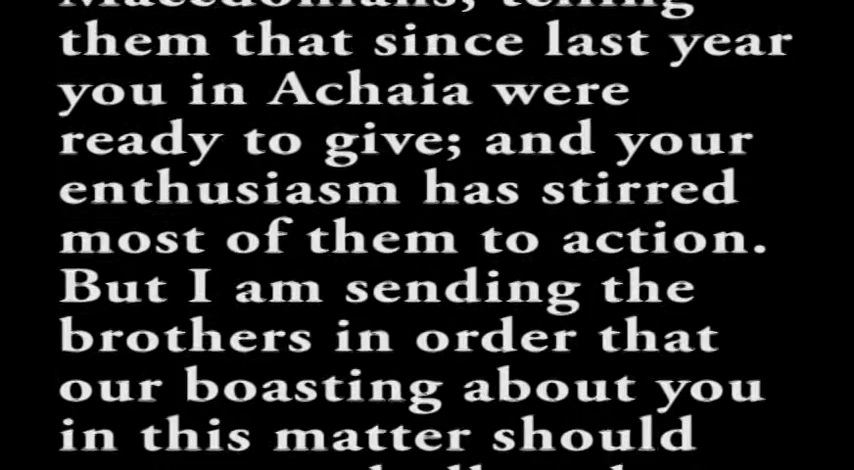 Macedonians, telling
them that since last year
you in Achaia were
ready to give; and your
enthusiasm has stirred
most of them to action.
But I am sending the
brothers in order that
our boasting about you
in this matter should